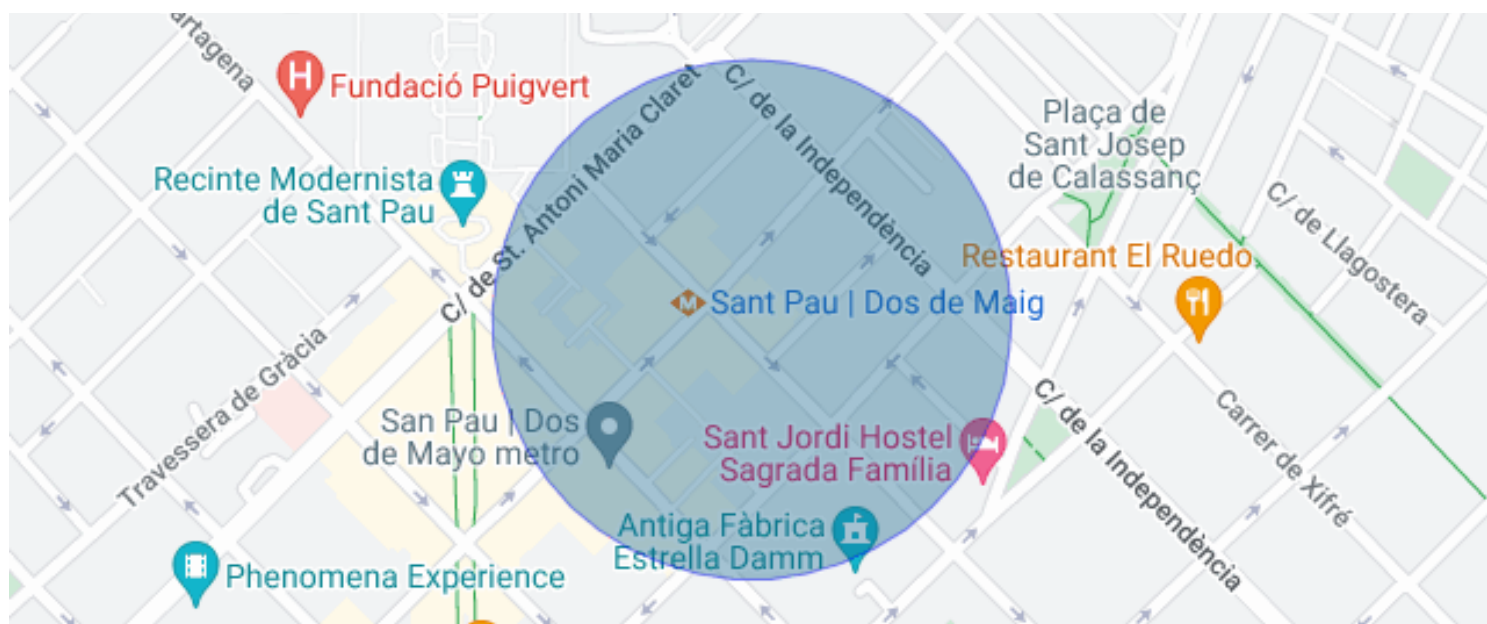 artagena
Fundació Puigvert
C/ de la Independència
Plaça de
Sant Josep
de Calassanç
Recinte Modernista
de Sant Pau
C/ de St. Antoni Maria Claret
C/ de Llagostera
Restaurant El Ruedo
Sant Pau | Dos de Maig
Travessera de Gràcia
San Pau | Dos
de Mayo metro
Sant Jordi Hostel
Sagrada Família
C/ de la Independència
Carrer de Xifré
Antiga Fàbrica
Estrella Damm
Phenomena Experience